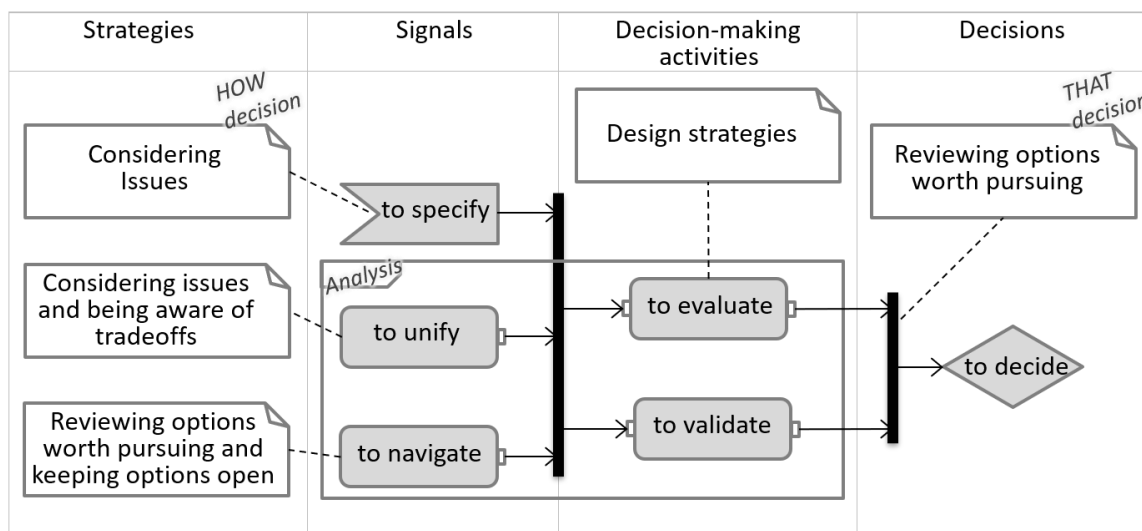 Strategies
Signals
Decision-making
activities
Decisions
HOW
decision
THAT
decision
Considering
Issues
Design strategies
Reviewing options
worth pursuing
to specify
Analysis
Considering issues
and being aware of
tradeoffs
to unify
to evaluate
to decide
Reviewing options
worth pursuing and
keeping options open
to navigate
to validate